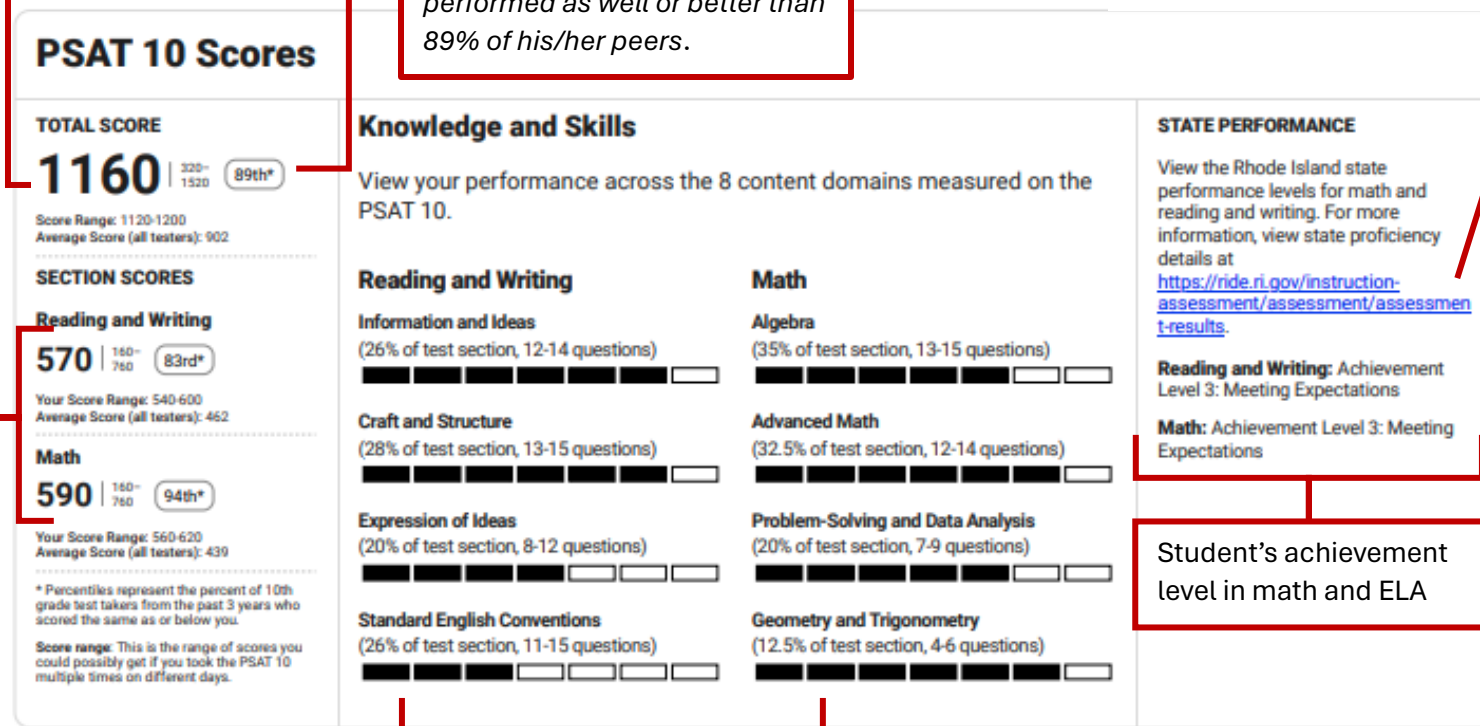 performed as well or better than
89% of his/her peers.
PSAT 10 Scores
TOTAL SCORE
1160 | 320-1520 89th*
Score Range: 1120-1200
Average Score (all testers): 902
SECTION SCORES
Reading and Writing
570 | 160-760 83rd*
Your Score Range: 540-600
Average Score (all testers): 462
Math
590 | 160-760 94th*
Your Score Range: 560-620
Average Score (all testers): 439
* Percentiles represent the percent of 10th
grade test takers from the past 3 years who
scored the same as or below you.
Score range: This is the range of scores you
could possibly get if you took the PSAT 10
multiple times on different days.
Knowledge and Skills
View your performance across the 8 content domains measured on the
PSAT 10.
Reading and Writing
Information and Ideas
(26% of test section, 12-14 questions)
Craft and Structure
(28% of test section, 13-15 questions)
Expression of Ideas
(20% of test section, 8-12 questions)
Standard English Conventions
(26% of test section, 11-15 questions)
Math
Algebra
(35% of test section, 13-15 questions)
Advanced Math
(32.5% of test section, 12-14 questions)
Problem-Solving and Data Analysis
(20% of test section, 7-9 questions)
Geometry and Trigonometry
(12.5% of test section, 4-6 questions)
STATE PERFORMANCE
View the Rhode Island state
performance levels for math and
reading and writing. For more
information, view state proficiency
details at
https://ride.ri.gov/instruction-
assessment/assessment/assessmen
t-results.
Reading and Writing: Achievement
Level 3: Meeting Expectations
Math: Achievement Level 3: Meeting
Expectations
Student’s achievement
level in math and ELA